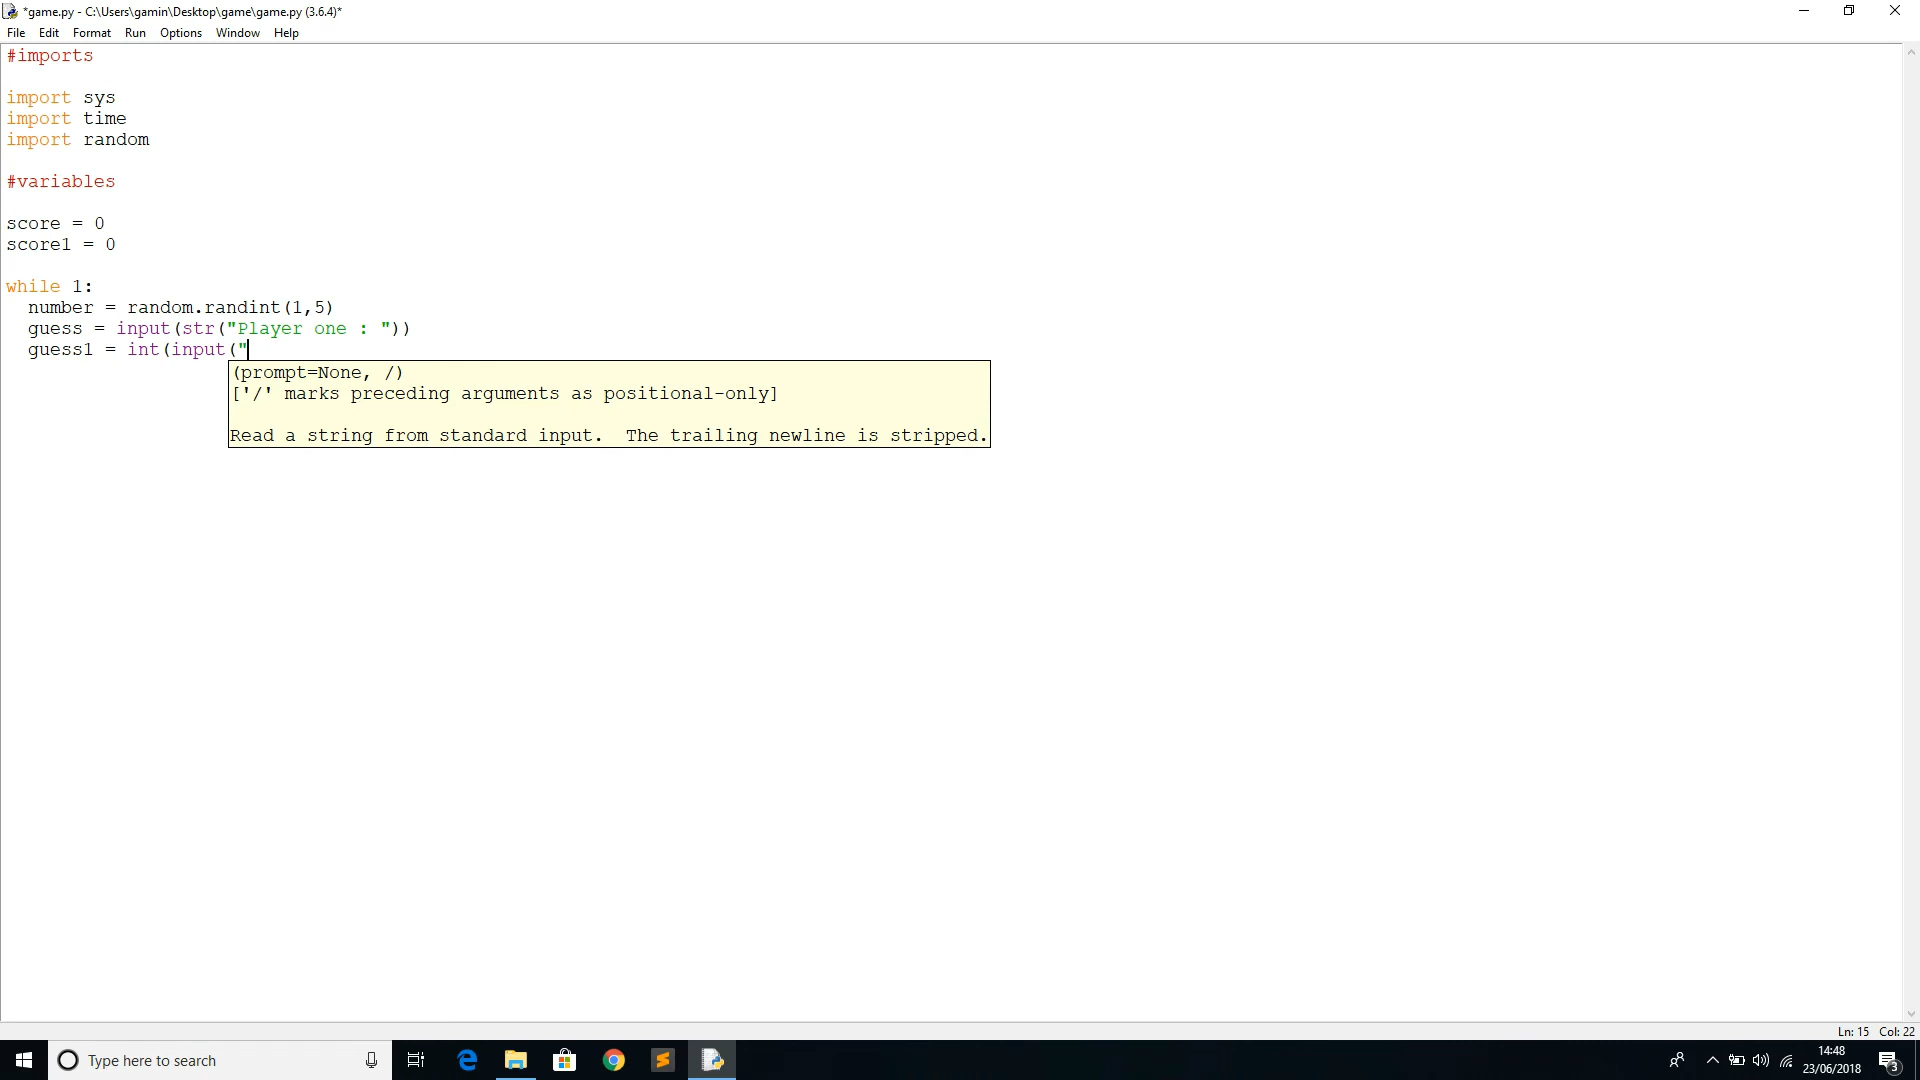 *game.py - C:\Users\gamin\Desktop\game\game.py (3.6.4)*
File Edit Format Run Options Window Help
#imports
import sys
import time
import random
#variables
score = 0
score1 = 0
while 1:
  number = random.randint(1,5)
  guess = input(str("Player one : "))
  guess1 = int(input("
(prompt=None, /)
['/' marks preceding arguments as positional-only]
Read a string from standard input.  The trailing newline is stripped.
Ln: 15 Col: 22
Type here to search
14:48
23/06/2018
3